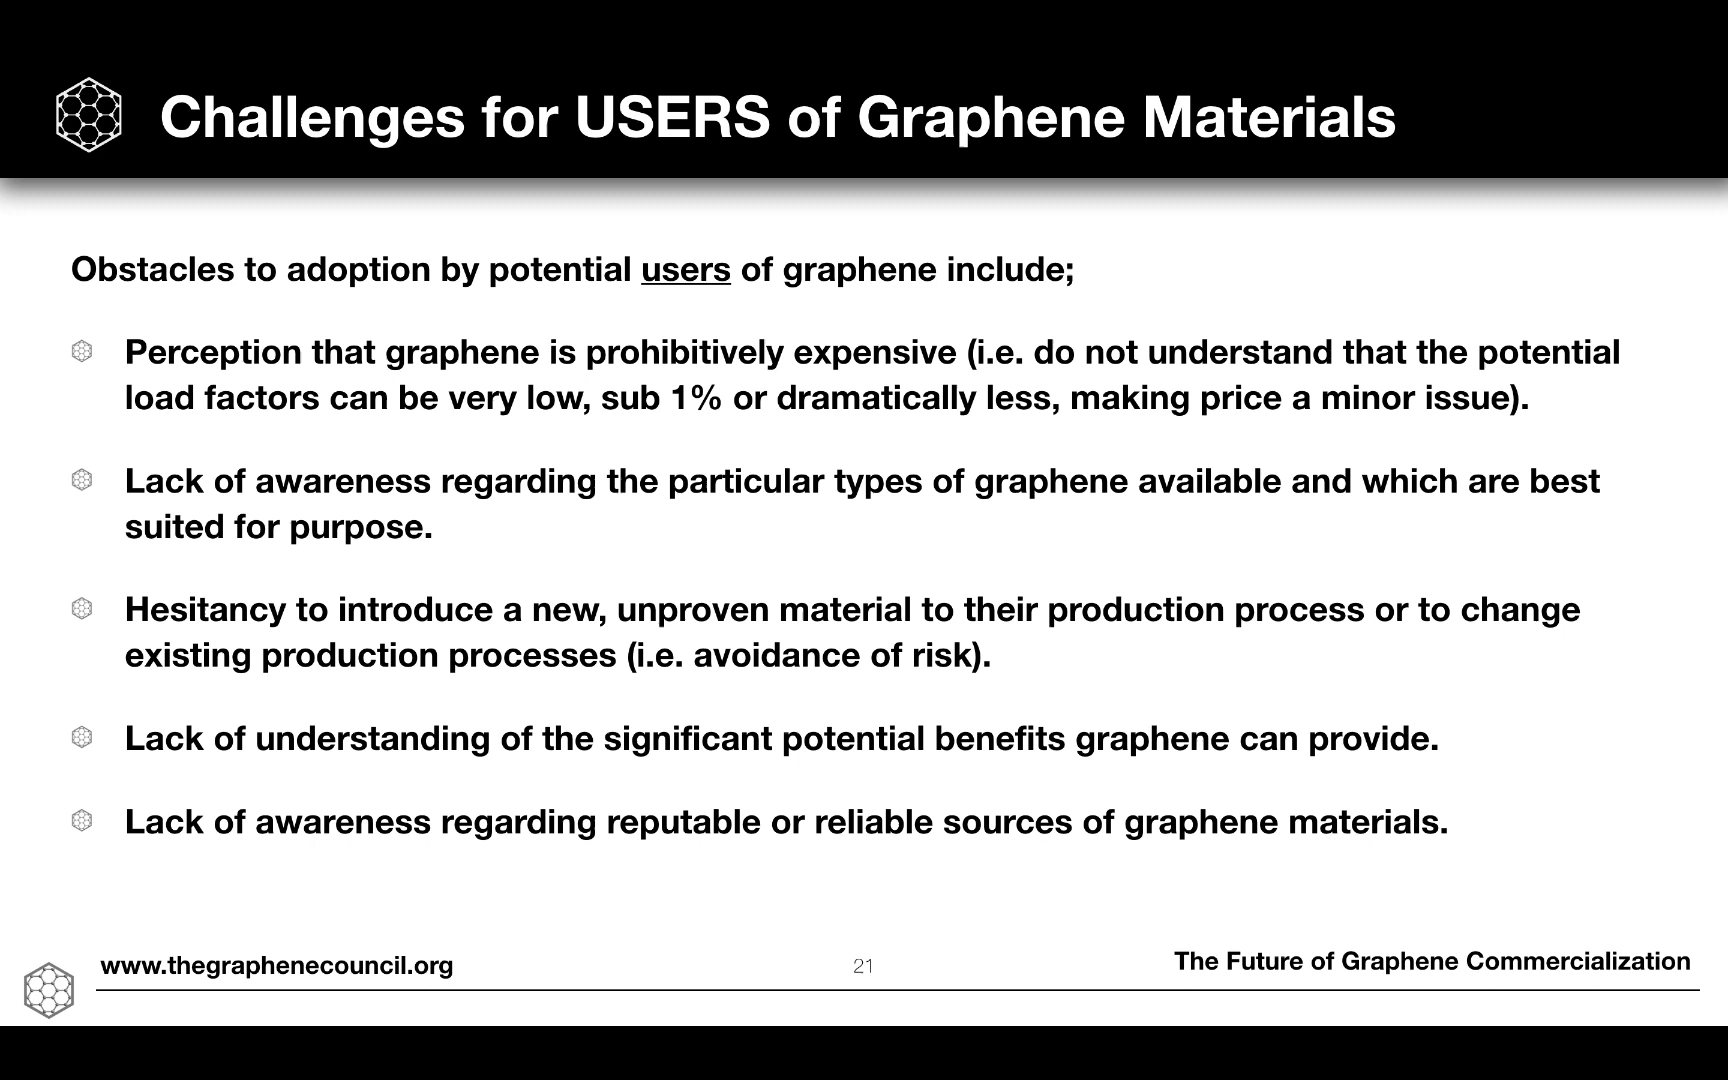 Challenges for USERS of Graphene Materials
Obstacles to adoption by potential users of graphene include;
Perception that graphene is prohibitively expensive (i.e. do not understand that the potential
load factors can be very low, sub 1% or dramatically less, making price a minor issue).
Lack of awareness regarding the particular types of graphene available and which are best
suited for purpose.
Hesitancy to introduce a new, unproven material to their production process or to change
existing production processes (i.e. avoidance of risk).
Lack of understanding of the significant potential benefits graphene can provide.
Lack of awareness regarding reputable or reliable sources of graphene materials.
www.thegraphenecouncil.org
21
The Future of Graphene Commercialization